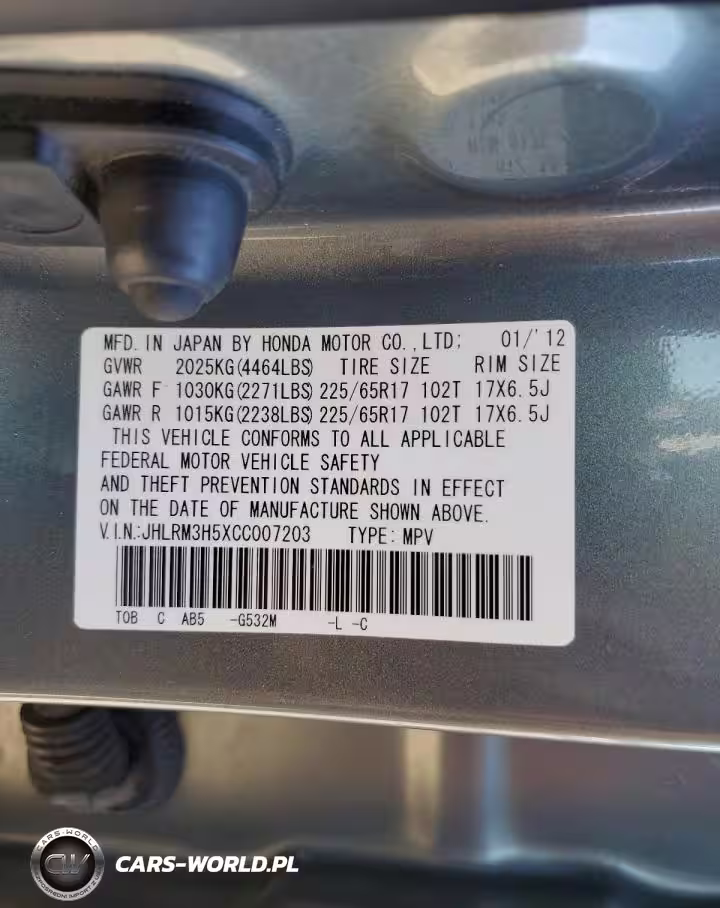 MFD. IN JAPAN BY HONDA MOTOR CO.,LTD; 01/'12
GVWR 2025KG(4464LBS) TIRE SIZE RIM SIZE
GAWR F 1030KG(2271LBS) 225/65R17 102T 17X6.5J
GAWR R 1015KG(2238LBS) 225/65R17 102T 17X6.5J
THIS VEHICLE CONFORMS TO ALL APPLICABLE
FEDERAL MOTOR VEHICLE SAFETY
AND THEFT PREVENTION STANDARDS IN EFFECT
ON THE DATE OF MANUFACTURE SHOWN ABOVE.
V.I.N.:JHLRM3H5XCC007203 TYPE: MPV
TOB C AB5 -G532M -L -C
CARS-WORLD
CW
CARS-WORLD.PL